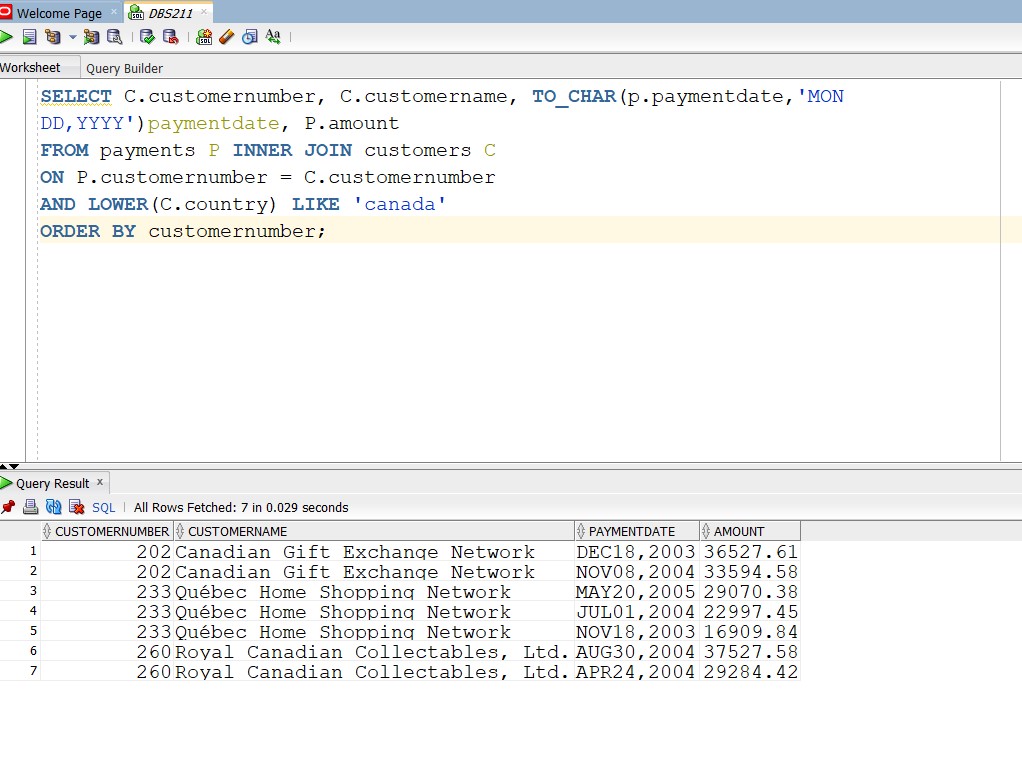 Welcome Page × DBS211 ×
Worksheet Query Builder
SELECT C.customernumber, C.customername, TO_CHAR(p.paymentdate,'MON
DD,YYYY')paymentdate, P.amount
FROM payments P INNER JOIN customers C
ON P.customernumber = C.customernumber
AND LOWER(C.country) LIKE 'canada'
ORDER BY customernumber;
Query Result ×
SQL | All Rows Fetched: 7 in 0.029 seconds
CUSTOMERNUMBER CUSTOMERNAME PAYMENTDATE AMOUNT
1 202 Canadian Gift Exchange Network DEC18,2003 36527.61
2 202 Canadian Gift Exchange Network NOV08,2004 33594.58
3 233 Québec Home Shopping Network MAY20,2005 29070.38
4 233 Québec Home Shopping Network JUL01,2004 22997.45
5 233 Québec Home Shopping Network NOV18,2003 16909.84
6 260 Royal Canadian Collectables, Ltd. AUG30,2004 37527.58
7 260 Royal Canadian Collectables, Ltd. APR24,2004 29284.42